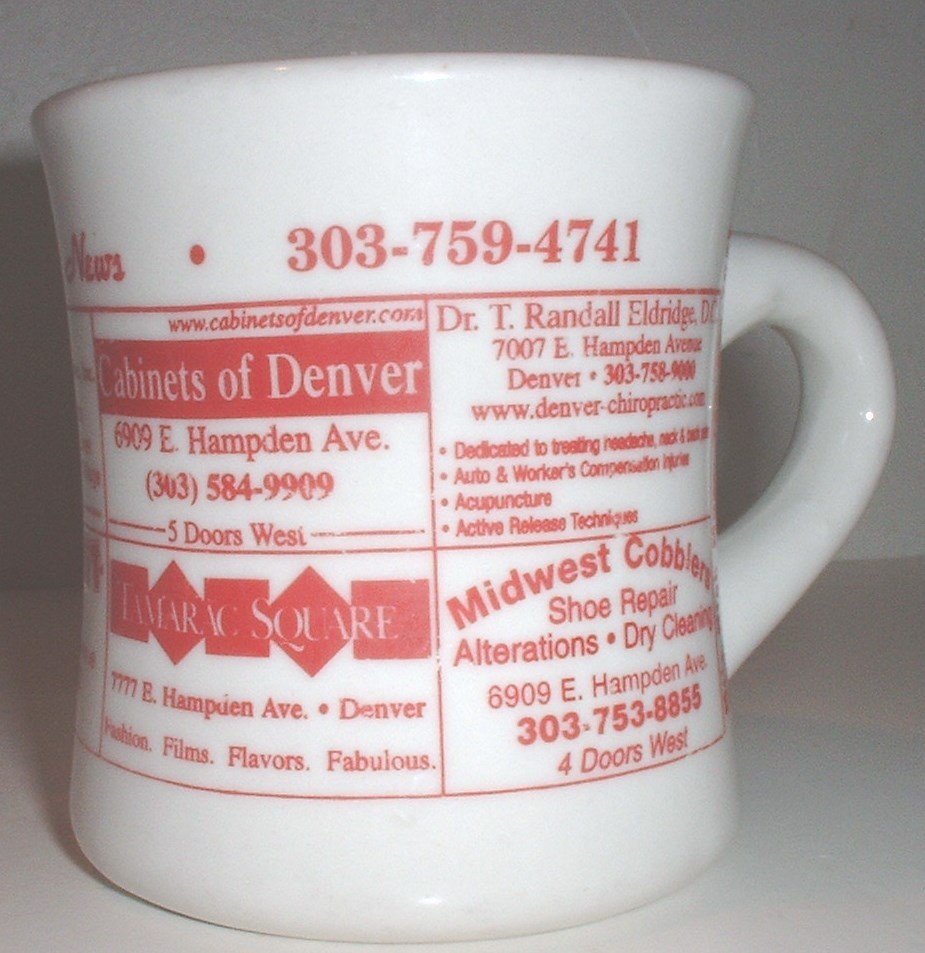 News • 303-759-4741
www.cabinetsofdenver.com
Cabinets of Denver
6909 E. Hampden Ave.
(303) 584-9909
5 Doors West
Dr. T. Randall Eldridge, D.C.
7007 E. Hampden Avenue
Denver • 303-758-9000
www.denver-chiropractic.com
• Dedicated to treating headache, neck & back
• Auto & Worker's Compensation Injuries
• Acupuncture
• Active Release Techniques
TAMARAC SQUARE
7777 E. Hampden Ave. • Denver
Fashion. Films. Flavors. Fabulous.
Midwest Cobblers
Shoe Repair
Alterations • Dry Cleaning
6909 E. Hampden Ave.
303-753-8855
4 Doors West